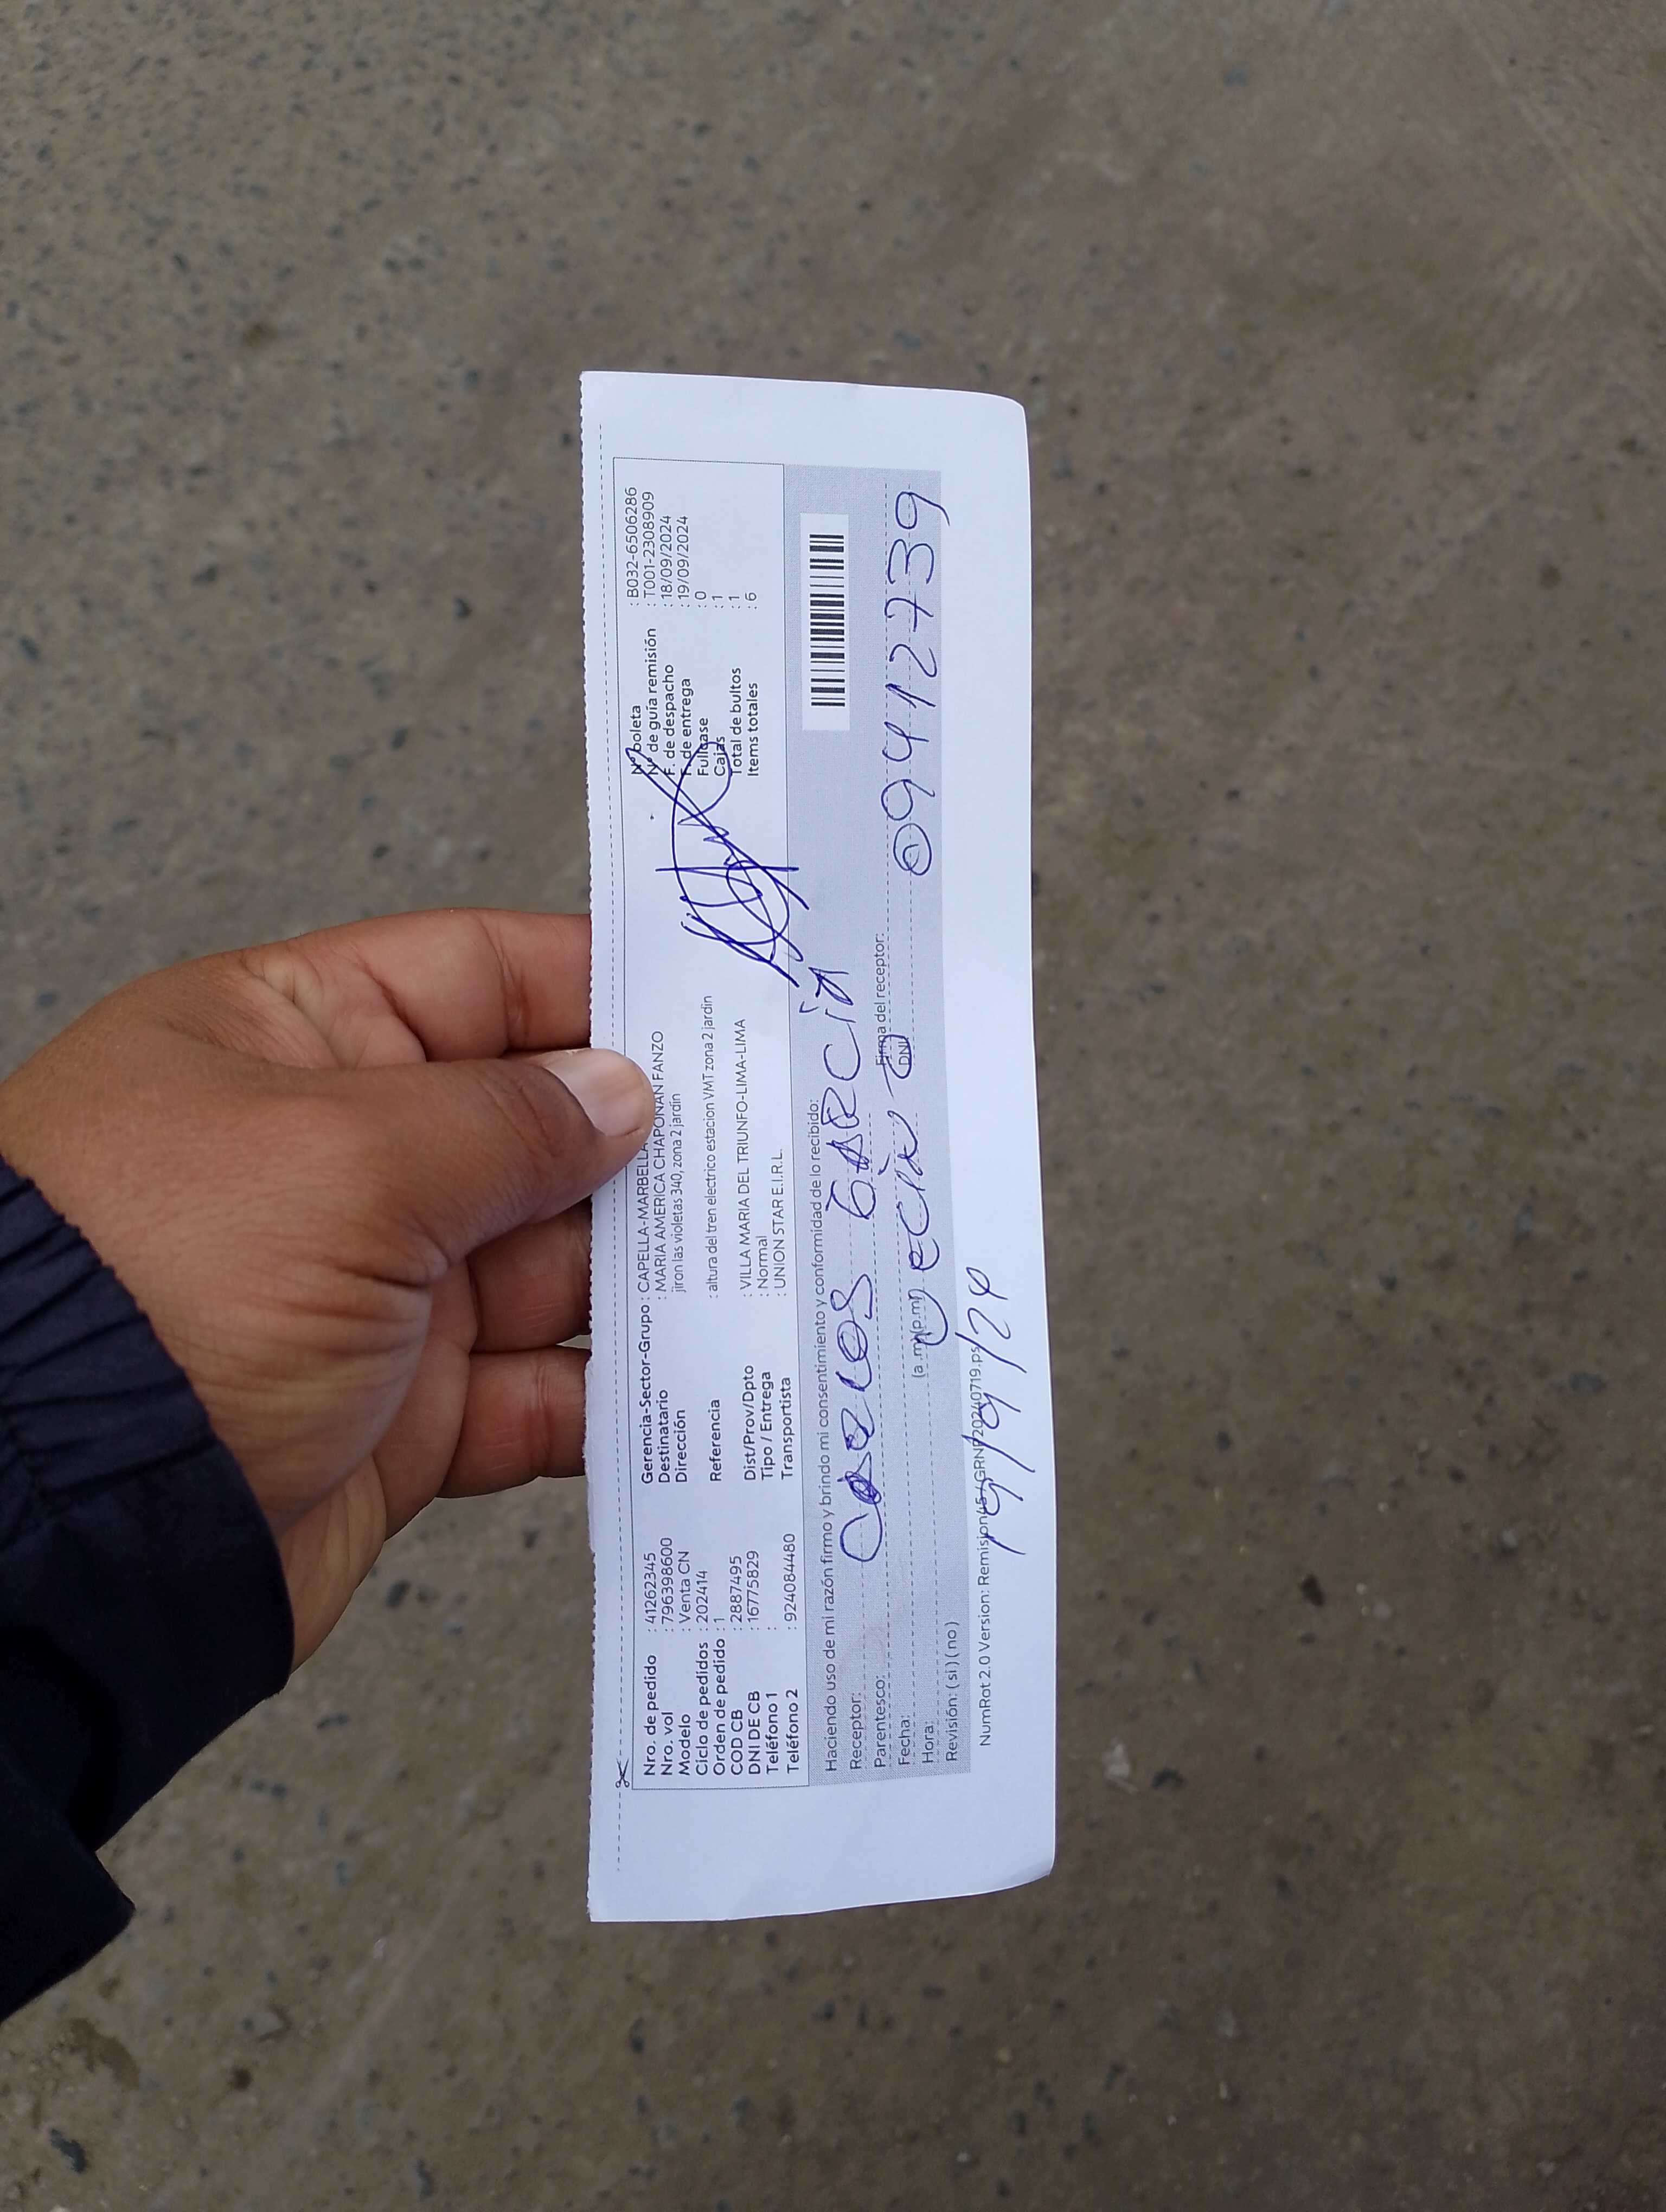 Nro. de pedido : 41262345
Nro. vol : 796398600
Modelo : Venta CN
Ciclo de pedidos : 202414
Orden de pedido : 1
COD CB : 2887495
DNI DE CB : 16775829
Teléfono 1 :
Teléfono 2 : 924084480
Gerencia-Sector-Grupo : CAPELLA-MARBELLA
Destinatario : MARIA AMERICA CHAPOÑAN FANZO
Dirección jiron las violetas 340, zona 2 jardin
Referencia : altura del tren electrico estacion VMT zona 2 jardin
Dist/Prov/Dpto : VILLA MARIA DEL TRIUNFO-LIMA-LIMA
Tipo / Entrega : Normal
Transportista : UNION STAR E.I.R.L.
N° boleta : B032-6506286
N° de guía remisión : T001-2308909
F. de despacho : 18/09/2024
F. de entrega : 19/09/2024
Fullcase : 0
Cajas : 1
Total de bultos : 1
Items totales : 6
Haciendo uso de mi razón firmo y brindo mi consentimiento y conformidad de lo recibido:
Receptor: GARCIA
Parentesco: Firma del receptor:
Fecha: DNI 09412739
Hora: (a.m)(p.m)
Revisión: ( si ) ( no )
NumRot 2.0 Version:
19/9/24